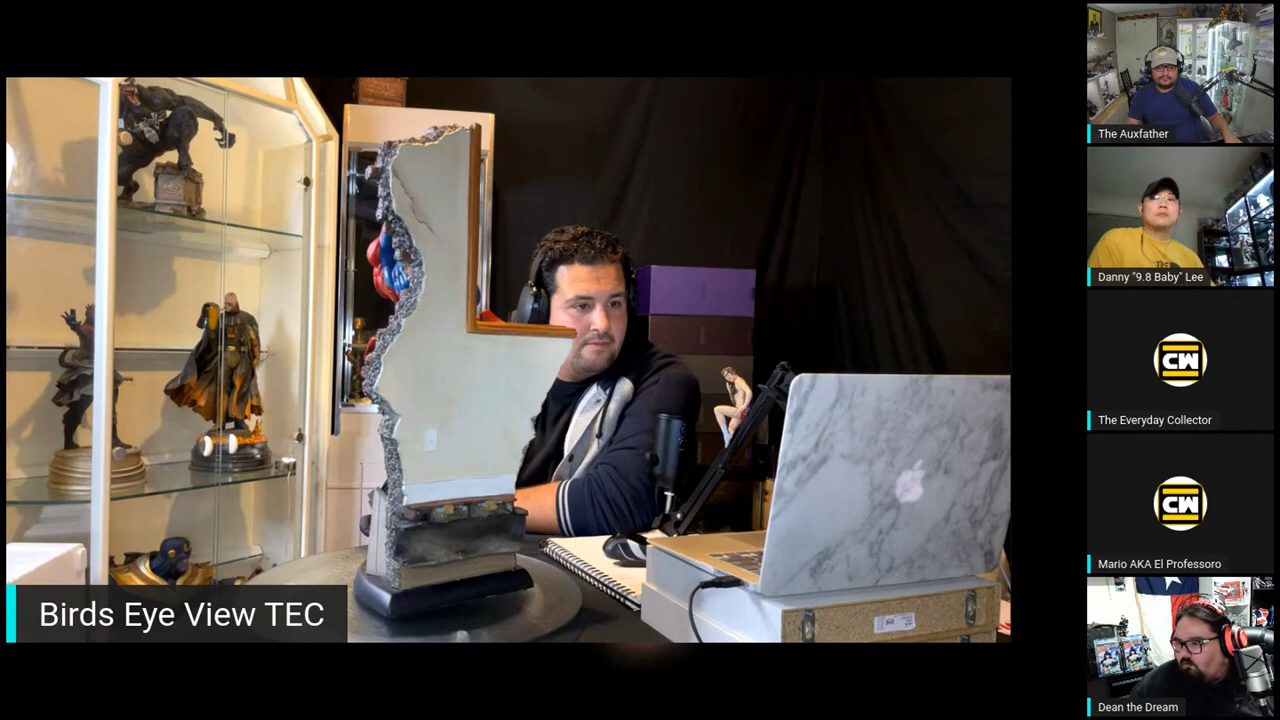 Birds Eye View TEC
The Auxfather
Danny "9.8 Baby" Lee
CW
The Everyday Collector
CW
Mario AKA El Professoro
Dean the Dream